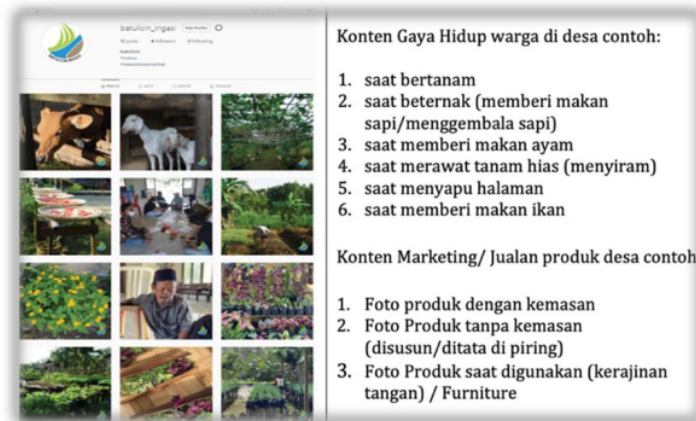 batulicin_irigasi
batulicin
Konten Gaya Hidup warga di desa contoh:
1. saat bertanam
2. saat beternak (memberi makan
sapi/menggembala sapi)
3. saat memberi makan ayam
4. saat merawat tanam hias (menyiram)
5. saat menyapu halaman
6. saat memberi makan ikan
Konten Marketing/ Jualan produk desa contoh
1. Foto produk dengan kemasan
2. Foto Produk tanpa kemasan
(disusun/ditata di piring)
3. Foto Produk saat digunakan (kerajinan
tangan) / Furniture